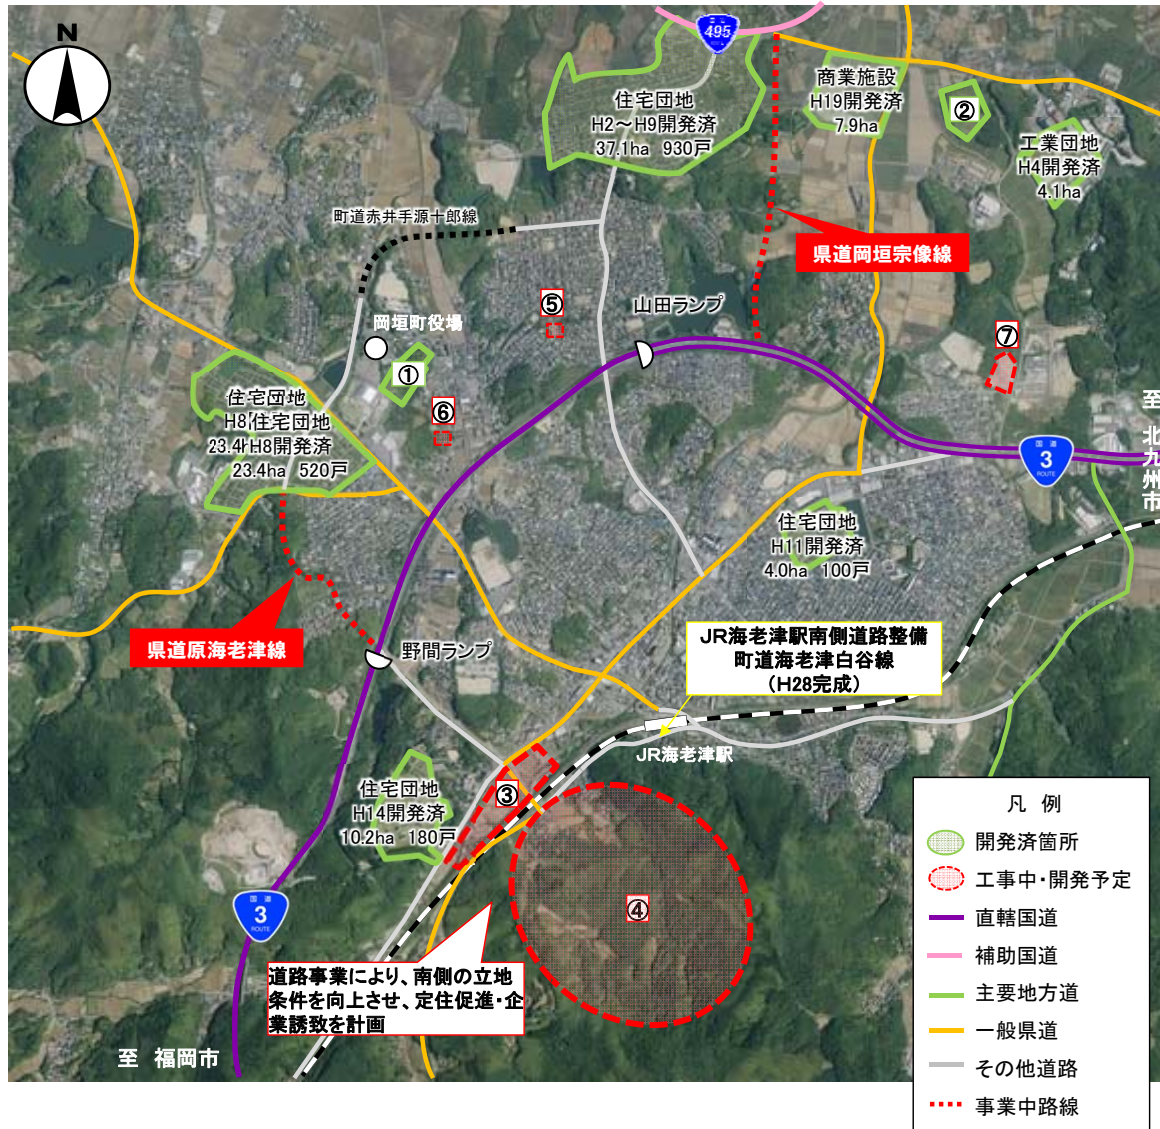 N
495
住宅団地
H2～H9開発済
37.1ha 930戸
商業施設
H19開発済
7.9ha
②
工業団地
H4開発済
4.1ha
町道赤井手源十郎線
県道岡垣宗像線
⑤
山田ランプ
岡垣町役場
①
⑦
⑥
住宅団地
H8
23.4h
住宅団地
H8開発済
23.4ha 520戸
至 北九州市
国道
3
ROUTE
住宅団地
H11開発済
4.0ha 100戸
県道原海老津線
野間ランプ
JR海老津駅南側道路整備
町道海老津白谷線
（H28完成）
JR海老津駅
住宅団地
H14開発済
10.2ha 180戸
③
④
国道
3
ROUTE
道路事業により、南側の立地
条件を向上させ、定住促進・企
業誘致を計画
至 福岡市
凡 例
開発済箇所
工事中・開発予定
直轄国道
補助国道
主要地方道
一般県道
その他道路
事業中路線